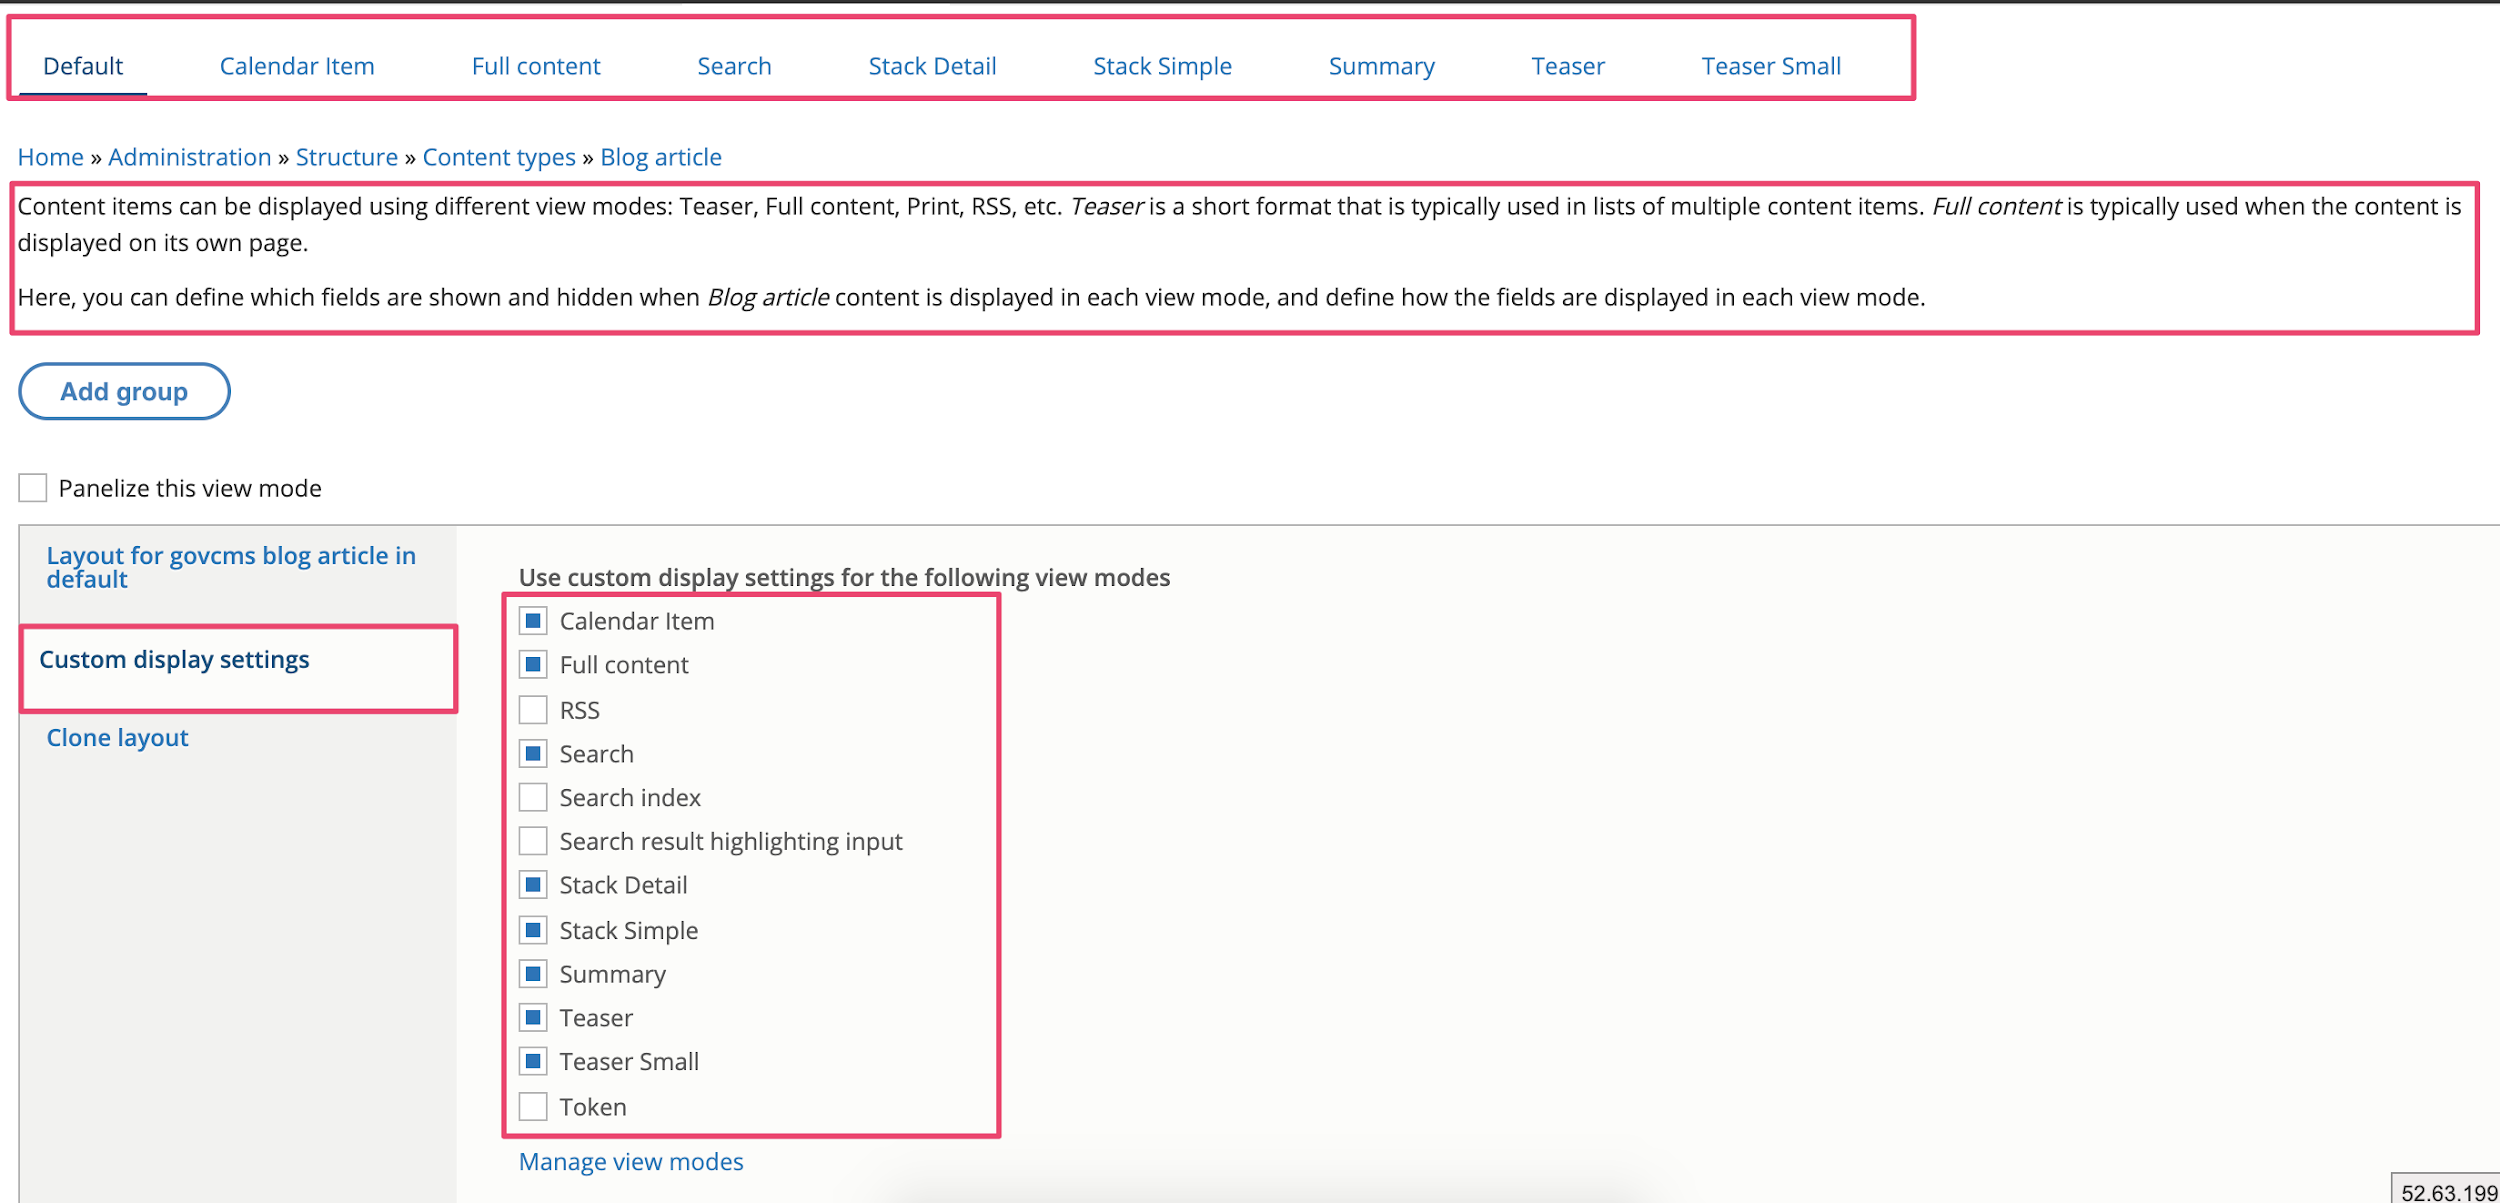 Default Calendar Item Full content Search Stack Detail Stack Simple Summary Teaser Teaser Small
Home » Administration » Structure » Content types » Blog article
Content items can be displayed using different view modes: Teaser, Full content, Print, RSS, etc. Teaser is a short format that is typically used in lists of multiple content items. Full content is typically used when the content is
displayed on its own page.
Here, you can define which fields are shown and hidden when Blog article content is displayed in each view mode, and define how the fields are displayed in each view mode.
Add group
Panelize this view mode
Layout for govcms blog article in
default
Custom display settings
Clone layout
Use custom display settings for the following view modes
Calendar Item
Full content
RSS
Search
Search index
Search result highlighting input
Stack Detail
Stack Simple
Summary
Teaser
Teaser Small
Token
Manage view modes
52.63.199